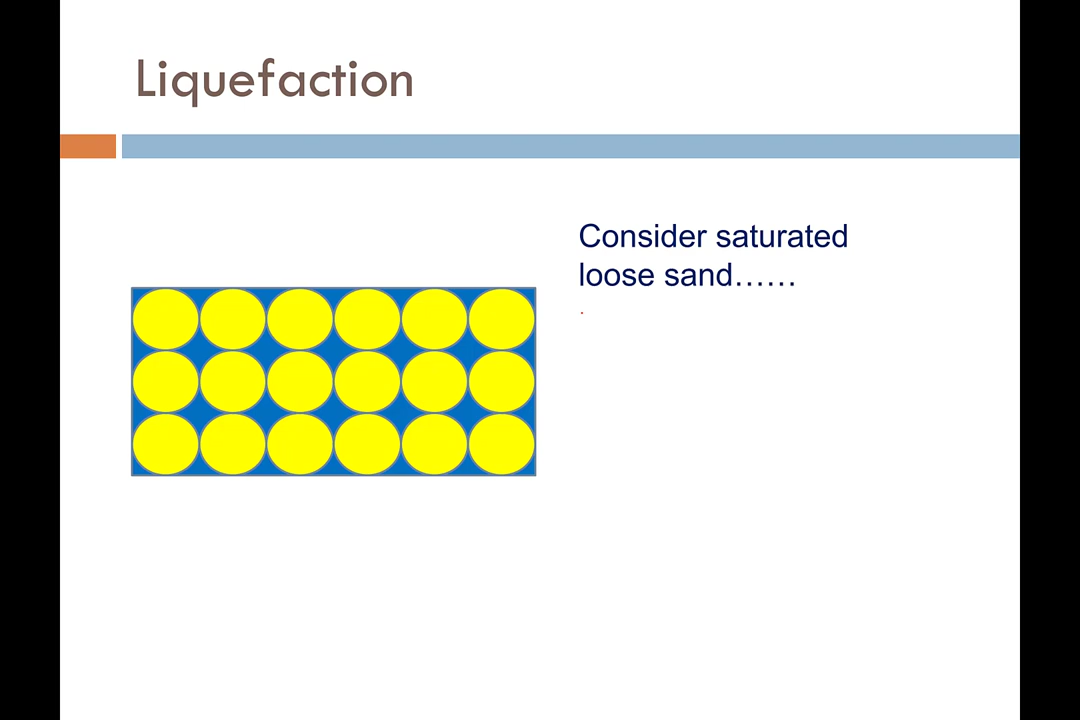 Liquefaction
Consider saturated
loose sand……